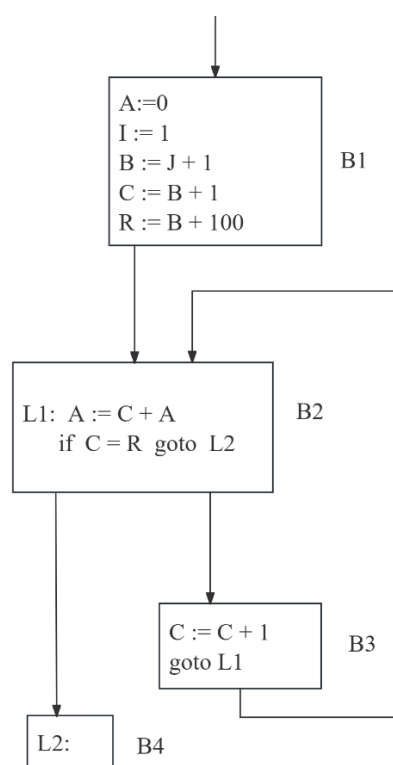 A:=0
I := 1
B := J + 1
C := B + 1
R := B + 100
B1
L1: A := C + A
if C = R goto L2
B2
C := C + 1
goto L1
B3
L2:
B4